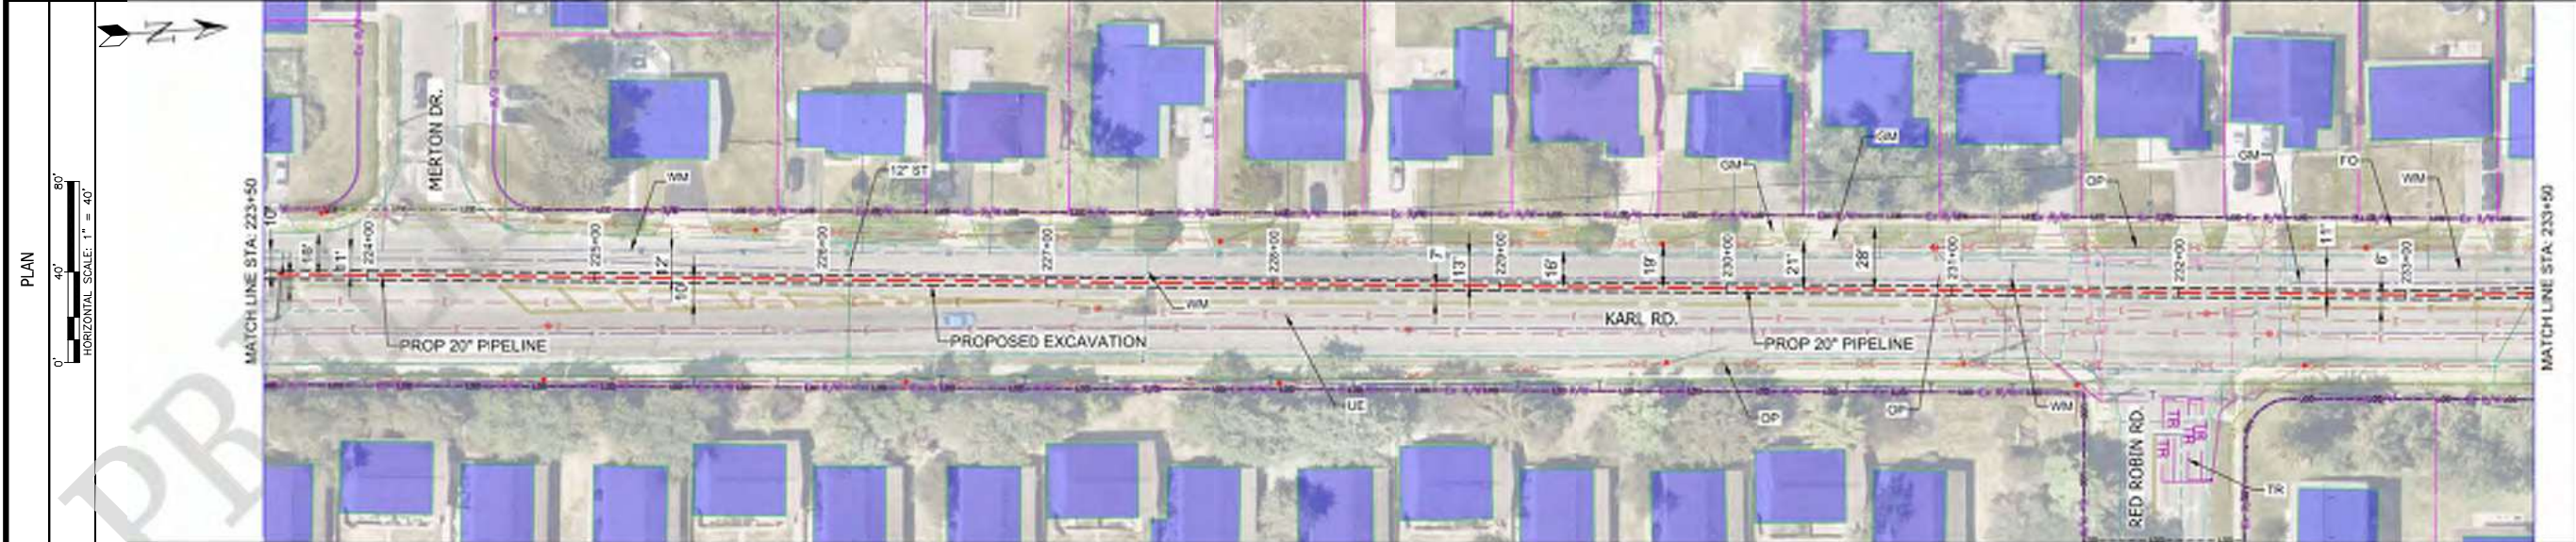 PLAN
0'
40'
80'
HORIZONTAL SCALE: 1" = 40'
N
MATCH LINE STA: 223+50
MERTON DR.
WM
12" ST
GM
GM
OP
GM
FO
WM
10'
11'
224+00
225+00
12'
10'
226+00
227+00
228+00
7'
13'
229+00
16'
19'
230+00
21'
28'
231+00
232+00
11'
6'
233+00
WM
KARL RD.
PROP 20" PIPELINE
PROPOSED EXCAVATION
PROP 20" PIPELINE
UE
OP
OP
WM
RED ROBIN RD.
TR
TR
TR
TR
TR
MATCH LINE STA: 233+50
Ex R/W